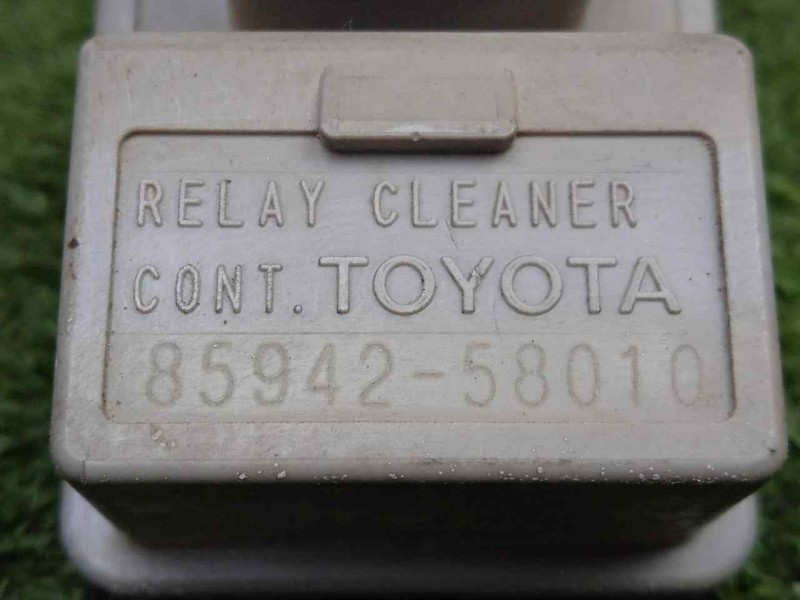 RELAY CLEANER
CONT. TOYOTA
85942-58010